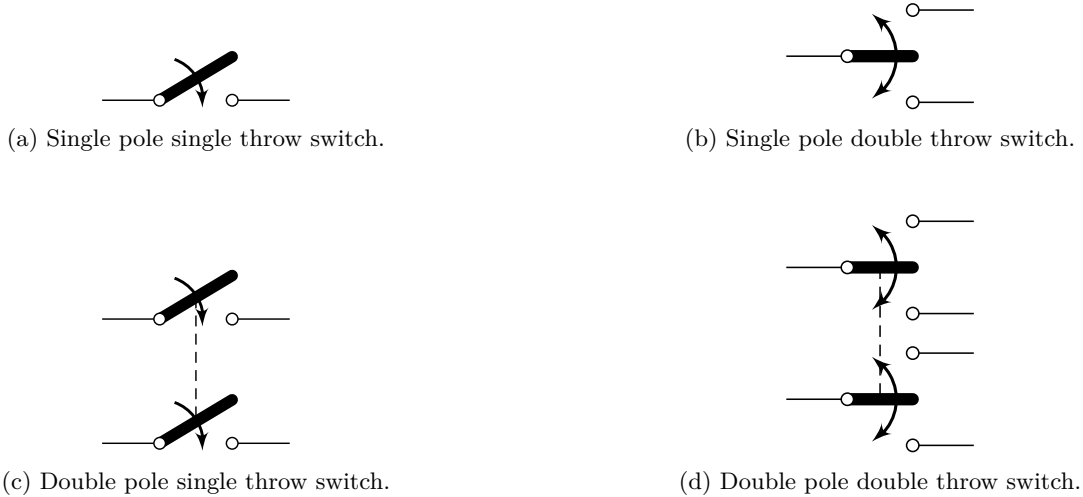 (a) Single pole single throw switch.
(b) Single pole double throw switch.
(c) Double pole single throw switch.
(d) Double pole double throw switch.